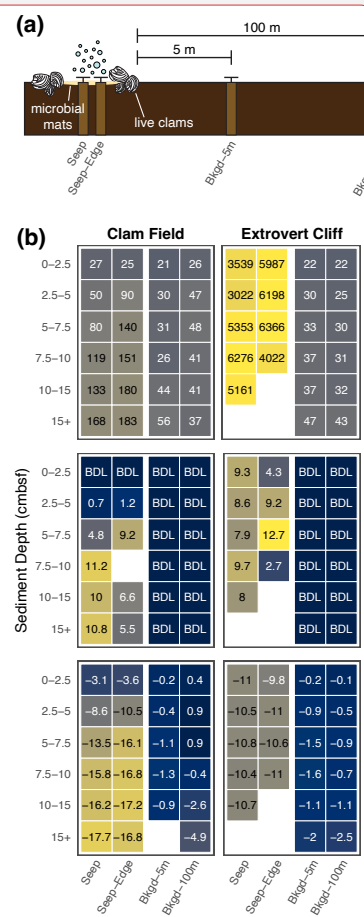 (a)
100 m
5 m
microbial
mats
live clams
Seep
Seep-Edge
Bkgd-5m
(b)
Clam Field Extrovert Cliff
Sediment Depth (cmbsf)
0-2.5 27 25 21 26 3539 5987 22 22
2.5-5 50 90 30 47 3022 6198 30 25
5-7.5 80 140 31 48 5353 6366 33 30
7.5-10 119 151 26 41 6276 4022 37 31
10-15 133 180 44 41 5161 37 32
15+ 168 183 56 37 47 43
0-2.5 BDL BDL BDL BDL 9.3 4.3 BDL BDL
2.5-5 0.7 1.2 BDL BDL 8.6 9.2 BDL BDL
5-7.5 4.8 9.2 BDL BDL 7.9 12.7 BDL BDL
7.5-10 11.2 BDL BDL 9.7 2.7 BDL BDL
10-15 10 6.6 BDL BDL 8 BDL BDL
15+ 10.8 5.5 BDL BDL BDL BDL
0-2.5 -3.1 -3.6 -0.2 0.4 -11 -9.8 -0.2 -0.1
2.5-5 -8.6 -10.5 -0.4 0.9 -10.5 -11 -0.9 -0.5
5-7.5 -13.5 -16.1 -1.1 0.9 -10.8 -10.6 -1.5 -0.9
7.5-10 -15.8 -16.8 -1.3 -0.4 -10.4 -11 -1.6 -0.7
10-15 -16.2 -17.2 -0.9 -2.6 -10.7 -1.1 -1.1
15+ -17.7 -16.8 -4.9 -2 -2.5
Seep Seep-Edge Bkgd-5m Bkgd-100m Seep Seep-Edge Bkgd-5m Bkgd-100m